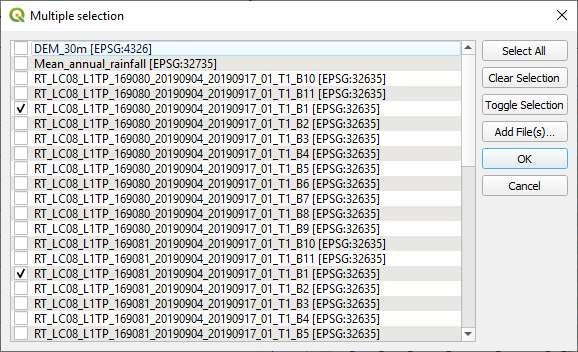 Multiple selection
DEM_30m [EPSG:4326]
Mean_annual_rainfall [EPSG:32735]
RT_LC08_L1TP_169080_20190904_20190917_01_T1_B10 [EPSG:32635]
RT_LC08_L1TP_169080_20190904_20190917_01_T1_B11 [EPSG:32635]
RT_LC08_L1TP_169080_20190904_20190917_01_T1_B1 [EPSG:32635]
RT_LC08_L1TP_169080_20190904_20190917_01_T1_B2 [EPSG:32635]
RT_LC08_L1TP_169080_20190904_20190917_01_T1_B3 [EPSG:32635]
RT_LC08_L1TP_169080_20190904_20190917_01_T1_B4 [EPSG:32635]
RT_LC08_L1TP_169080_20190904_20190917_01_T1_B5 [EPSG:32635]
RT_LC08_L1TP_169080_20190904_20190917_01_T1_B6 [EPSG:32635]
RT_LC08_L1TP_169080_20190904_20190917_01_T1_B7 [EPSG:32635]
RT_LC08_L1TP_169080_20190904_20190917_01_T1_B8 [EPSG:32635]
RT_LC08_L1TP_169080_20190904_20190917_01_T1_B9 [EPSG:32635]
RT_LC08_L1TP_169081_20190904_20190917_01_T1_B10 [EPSG:32635]
RT_LC08_L1TP_169081_20190904_20190917_01_T1_B11 [EPSG:32635]
RT_LC08_L1TP_169081_20190904_20190917_01_T1_B1 [EPSG:32635]
RT_LC08_L1TP_169081_20190904_20190917_01_T1_B2 [EPSG:32635]
RT_LC08_L1TP_169081_20190904_20190917_01_T1_B3 [EPSG:32635]
RT_LC08_L1TP_169081_20190904_20190917_01_T1_B4 [EPSG:32635]
RT_LC08_L1TP_169081_20190904_20190917_01_T1_B5 [EPSG:32635]
Select All
Clear Selection
Toggle Selection
Add File(s)...
OK
Cancel